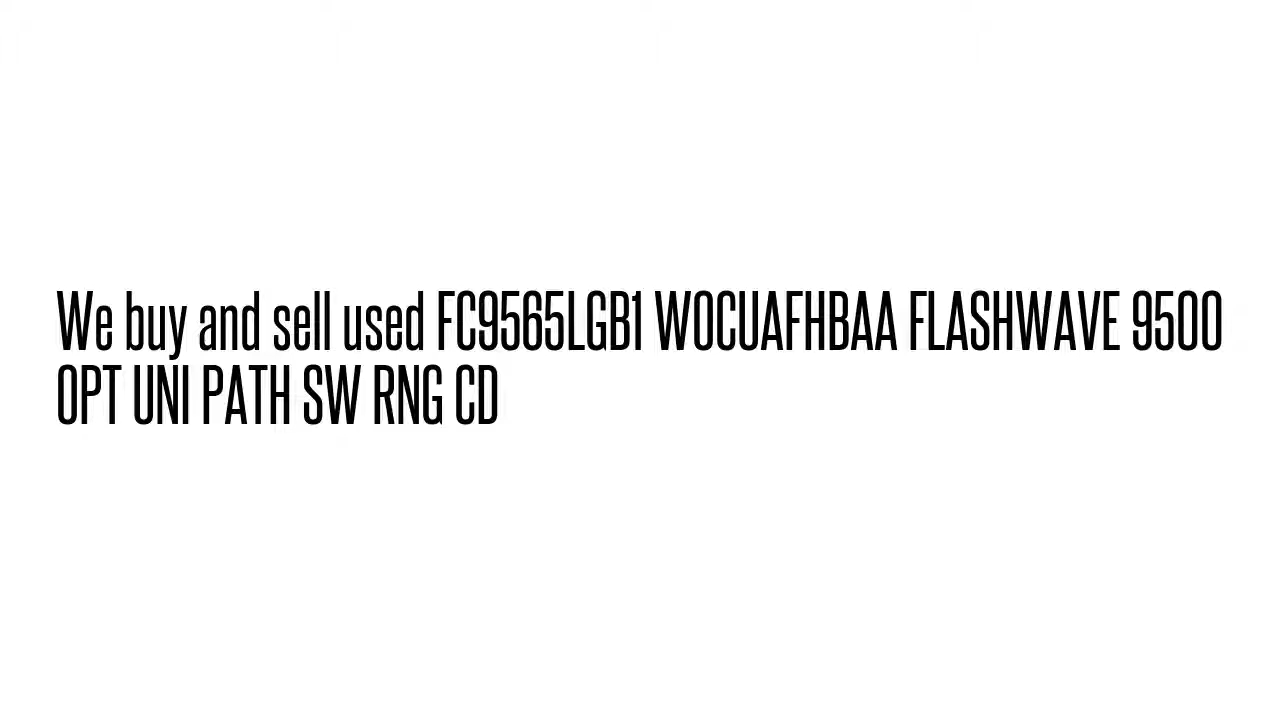 We buy and sell used FC9565LGB1 WOCUAFHBAA FLASHWAVE 9500
OPT UNI PATH SW RNG CD